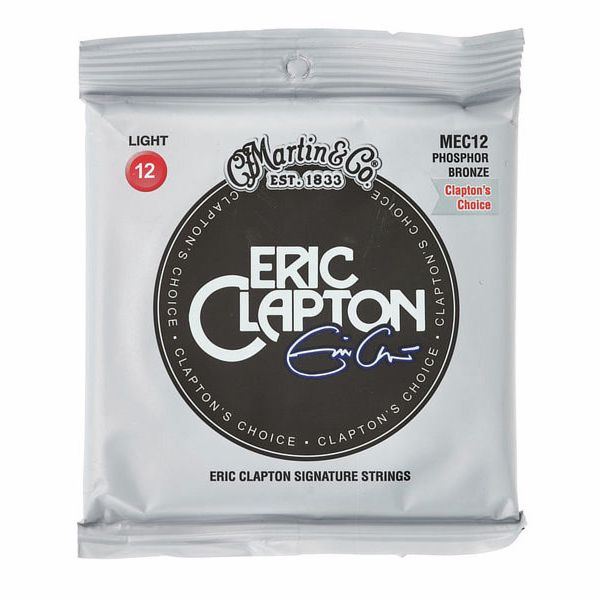 LIGHT
12
MEC12
PHOSPHOR
BRONZE
Clapton's
Choice
C.F. Martin & Co.
EST. 1833
CLAPTON'S CHOICE • CLAPTON'S CHOICE • CLAPTON'S CHOICE • CLAPTON'S CHOICE
ERIC
CLAPTON
ERIC CLAPTON SIGNATURE STRINGS